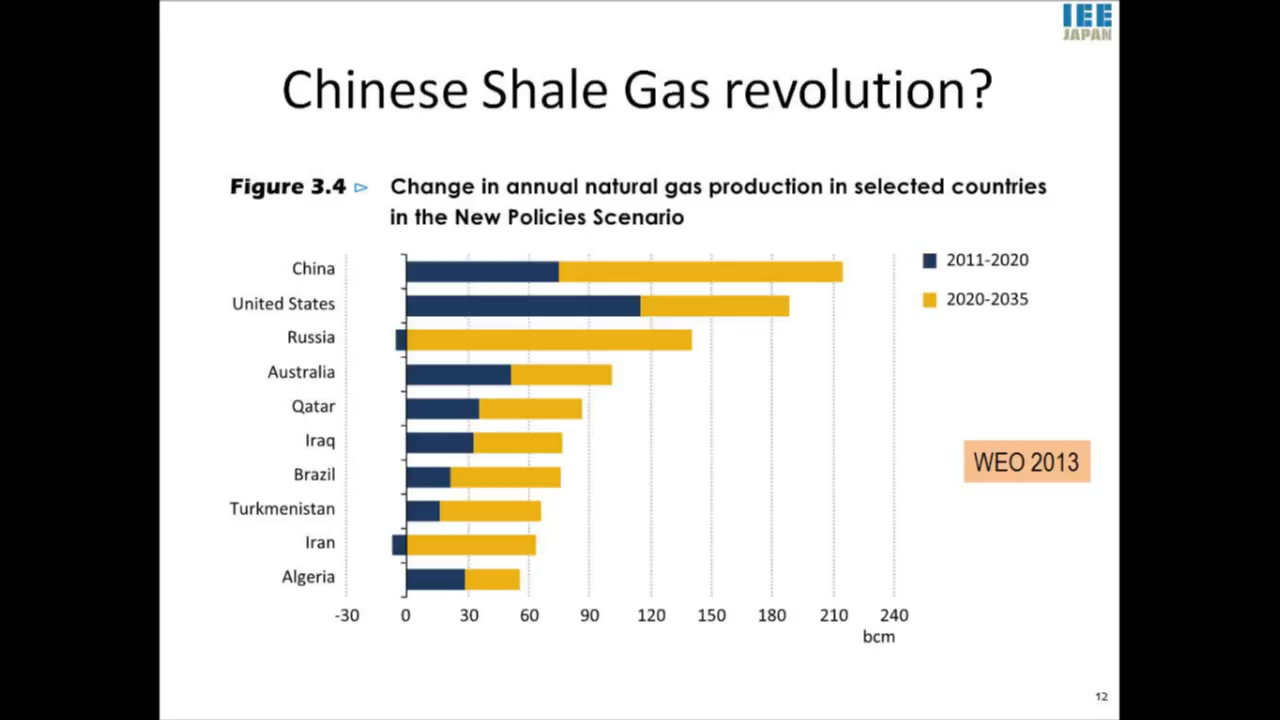 IEE
JAPAN
Chinese Shale Gas revolution?
Figure 3.4 ▷ Change in annual natural gas production in selected countries
in the New Policies Scenario
China
United States
Russia
Australia
Qatar
Iraq
Brazil
Turkmenistan
Iran
Algeria
-30 0 30 60 90 120 150 180 210 240
bcm
2011-2020
2020-2035
WEO 2013
12